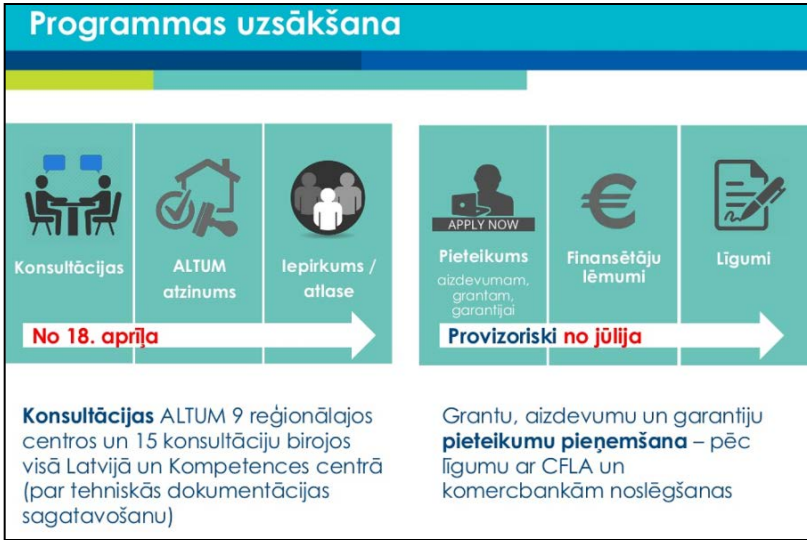 Programmas uzsākšana
Konsultācijas
ALTUM
atzinums
Iepirkums /
atlase
No 18. aprīļa
APPLY NOW
Pieteikums
aizdevumam,
grantam,
garantijai
Finansētāju
lēmumi
Līgumi
Provizoriski no jūlija
Konsultācijas ALTUM 9 reģionālajos
centros un 15 konsultāciju birojos
visā Latvijā un Kompetences centrā
(par tehniskās dokumentācijas
sagatavošanu)
Grantu, aizdevumu un garantiju
pieteikumu pieņemšana – pēc
līgumu ar CFLA un
komercbankām noslēgšanas